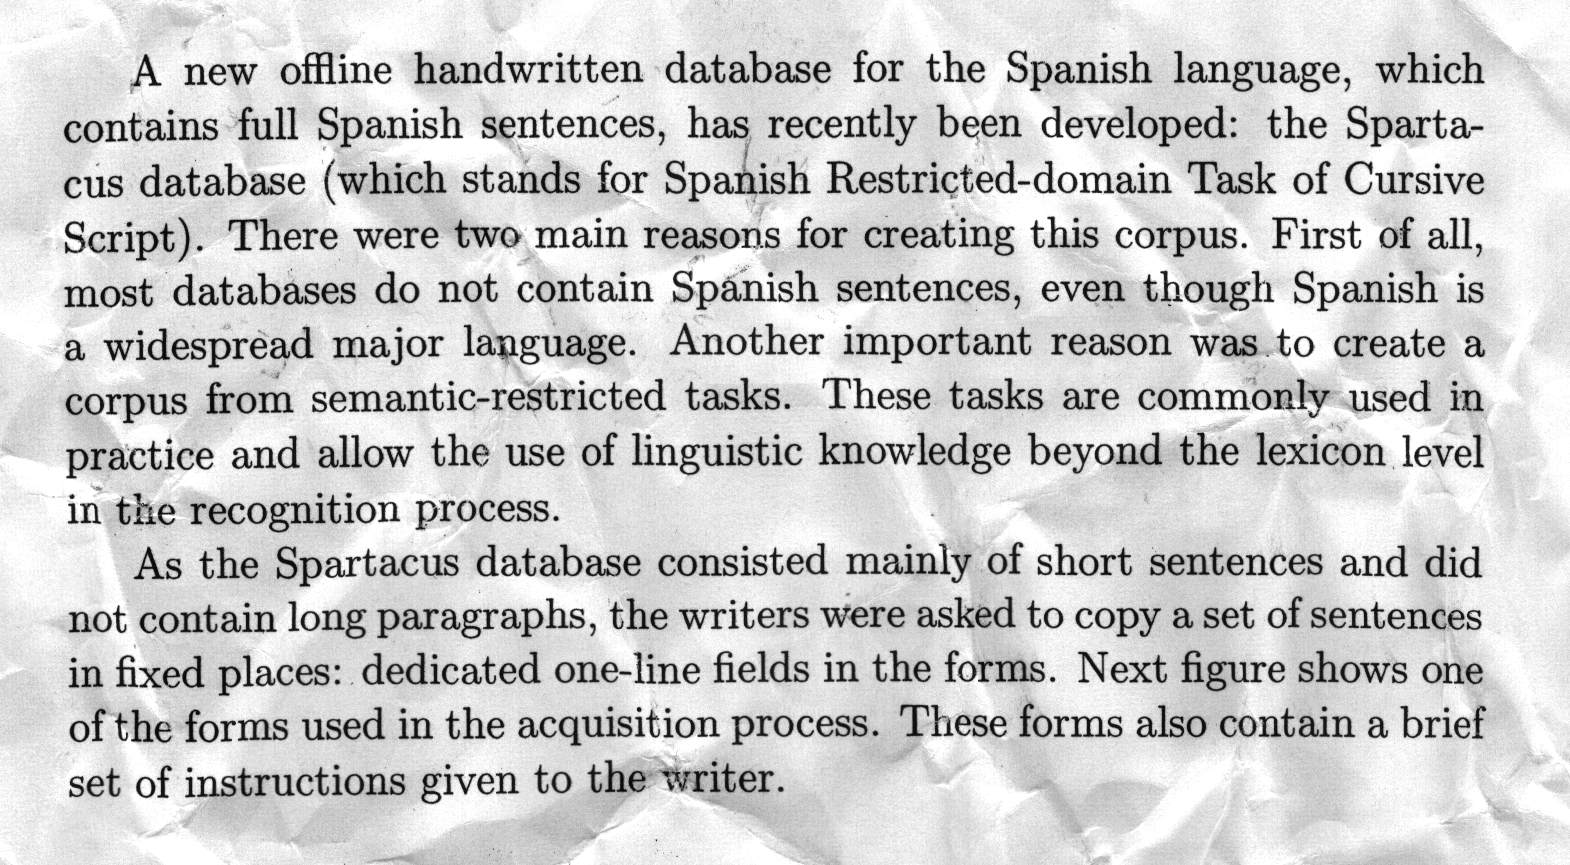 A new offline handwritten database for the Spanish language, which
contains full Spanish sentences, has recently been developed: the Sparta-
cus database (which stands for Spanish Restricted-domain Task of Cursive
Script). There were two main reasons for creating this corpus. First of all,
most databases do not contain Spanish sentences, even though Spanish is
a widespread major language. Another important reason was to create a
corpus from semantic-restricted tasks. These tasks are commonly used in
practice and allow the use of linguistic knowledge beyond the lexicon level
in the recognition process.
As the Spartacus database consisted mainly of short sentences and did
not contain long paragraphs, the writers were asked to copy a set of sentences
in fixed places: dedicated one-line fields in the forms. Next figure shows one
of the forms used in the acquisition process. These forms also contain a brief
set of instructions given to the writer.